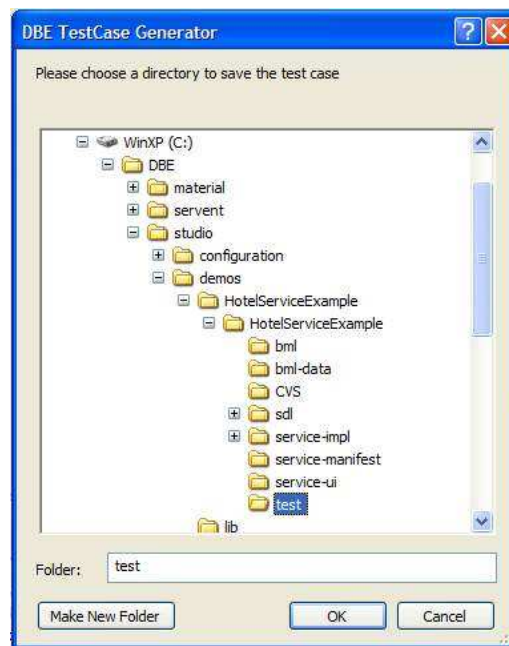 DBE TestCase Generator
Please choose a directory to save the test case
WinXP (C:)
DBE
material
servent
studio
configuration
demos
HotelServiceExample
HotelServiceExample
bml
bml-data
CVS
sdl
service-impl
service-manifest
service-ui
test
lib
Folder: test
Make New Folder OK Cancel